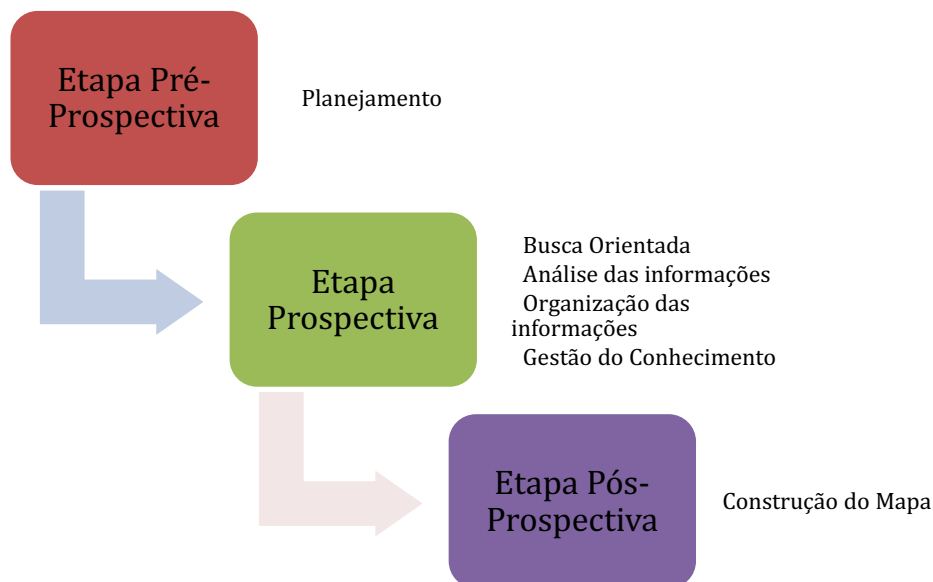 Etapa Pré-
Prospectiva
Planejamento
Etapa
Prospectiva
Busca Orientada
Análise das informações
Organização das
informações
Gestão do Conhecimento
Etapa Pós-
Prospectiva
Construção do Mapa